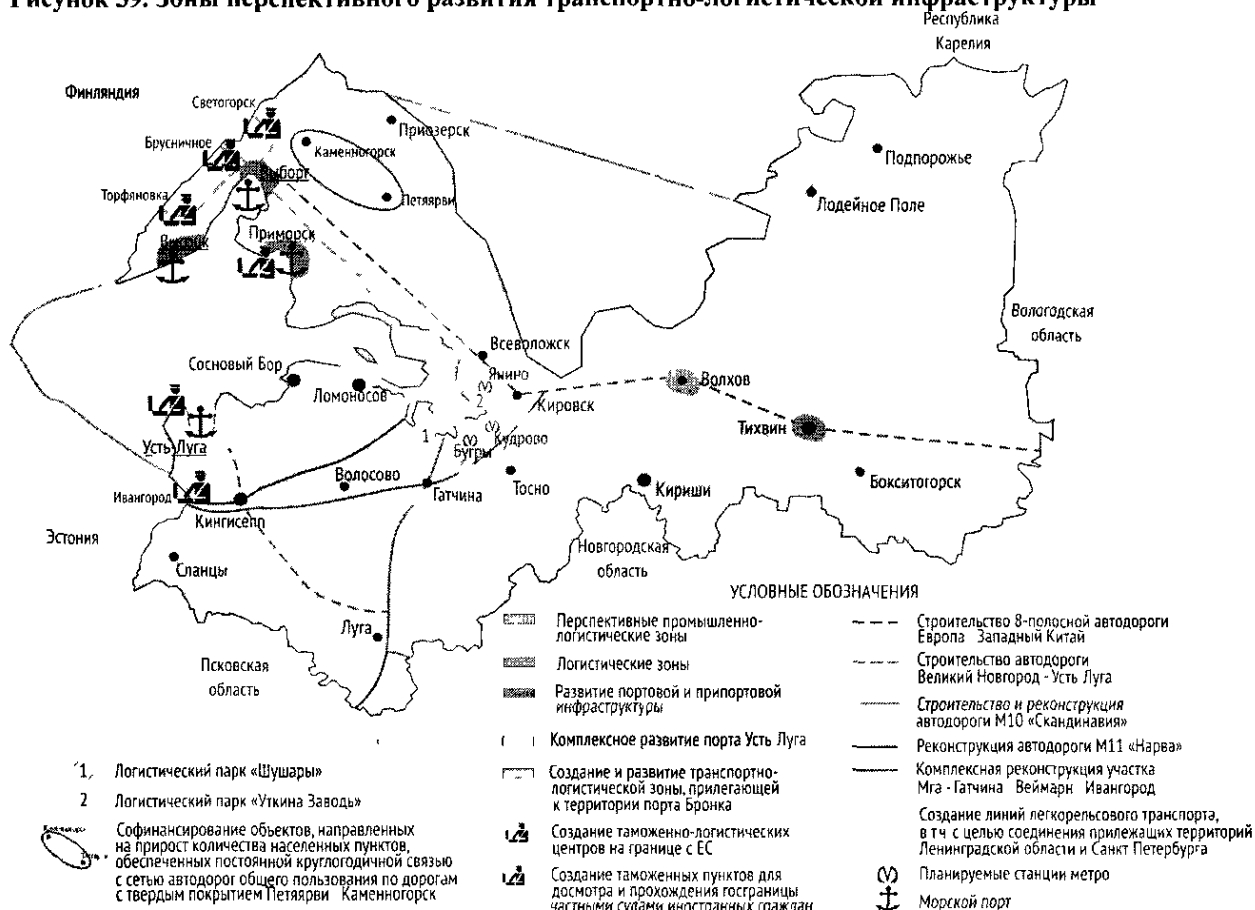 Рисунок 39. Зоны перспективного развития транспортно-логистической инфраструктуры
Республика
Карелия
Финляндия
Светогорск
Приозерск
Брусничное
Каменногорск
Подпорожье
Выборг
Торфяновка
Петяярви
Лодейное Поле
Приморск
Высоцк
Вологодская
область
Всеволожск
Сосновый Бор
Янино
Волхов
Ломоносов
2
Кировск
Тихвин
1
Кудрово
Усть-Луга
Бугры
Волосово
Бокситогорск
Ивангород
Гатчина
Тосно
Кириши
Кингисепп
Эстония
Новгородская
область
Сланцы
Луга
Псковская
область
УСЛОВНЫЕ ОБОЗНАЧЕНИЯ
Перспективные промышленно-
логистические зоны
Логистические зоны
Развитие портовой и припортовой
инфраструктуры
Комплексное развитие порта Усть Луга
Создание и развитие транспортно-
логистической зоны, прилегающей
к территории порта Бронка
Создание таможенно-логистических
центров на границе с ЕС
Создание таможенных пунктов для
досмотра и прохождения госграницы
частными судами иностранных граждан
Строительство 8-полосной автодороги
Европа Западный Китай
Строительство автодороги
Великий Новгород - Усть Луга
Строительство и реконструкция
автодороги М10 «Скандинавия»
Реконструкция автодороги М11 «Нарва»
Комплексная реконструкция участка
Мга - Гатчина Веймарн Ивангород
Создание линий легкорельсового транспорта,
в т ч с целью соединения прилежащих территорий
Ленинградской области и Санкт Петербурга
(V) Планируемые станции метро
Морской порт
1 Логистический парк «Шушары»
2 Логистический парк «Уткина Заводь»
Софинансирование объектов, направленных
на прирост количества населенных пунктов,
обеспеченных постоянной круглогодичной связью
с сетью автодорог общего пользования по дорогам
с твердым покрытием Петяярви Каменногорск